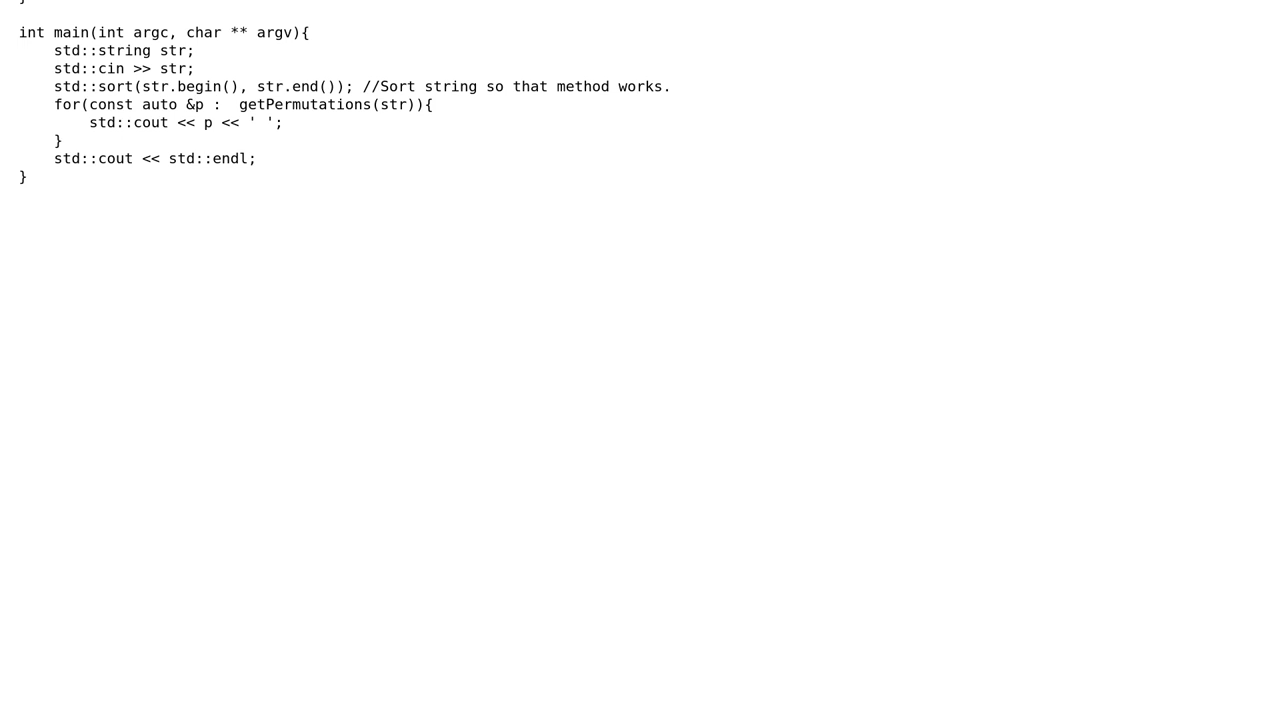 }
int main(int argc, char ** argv){
    std::string str;
    std::cin >> str;
    std::sort(str.begin(), str.end()); //Sort string so that method works.
    for(const auto &p :  getPermutations(str)){
        std::cout << p << ' ';
    }
    std::cout << std::endl;
}